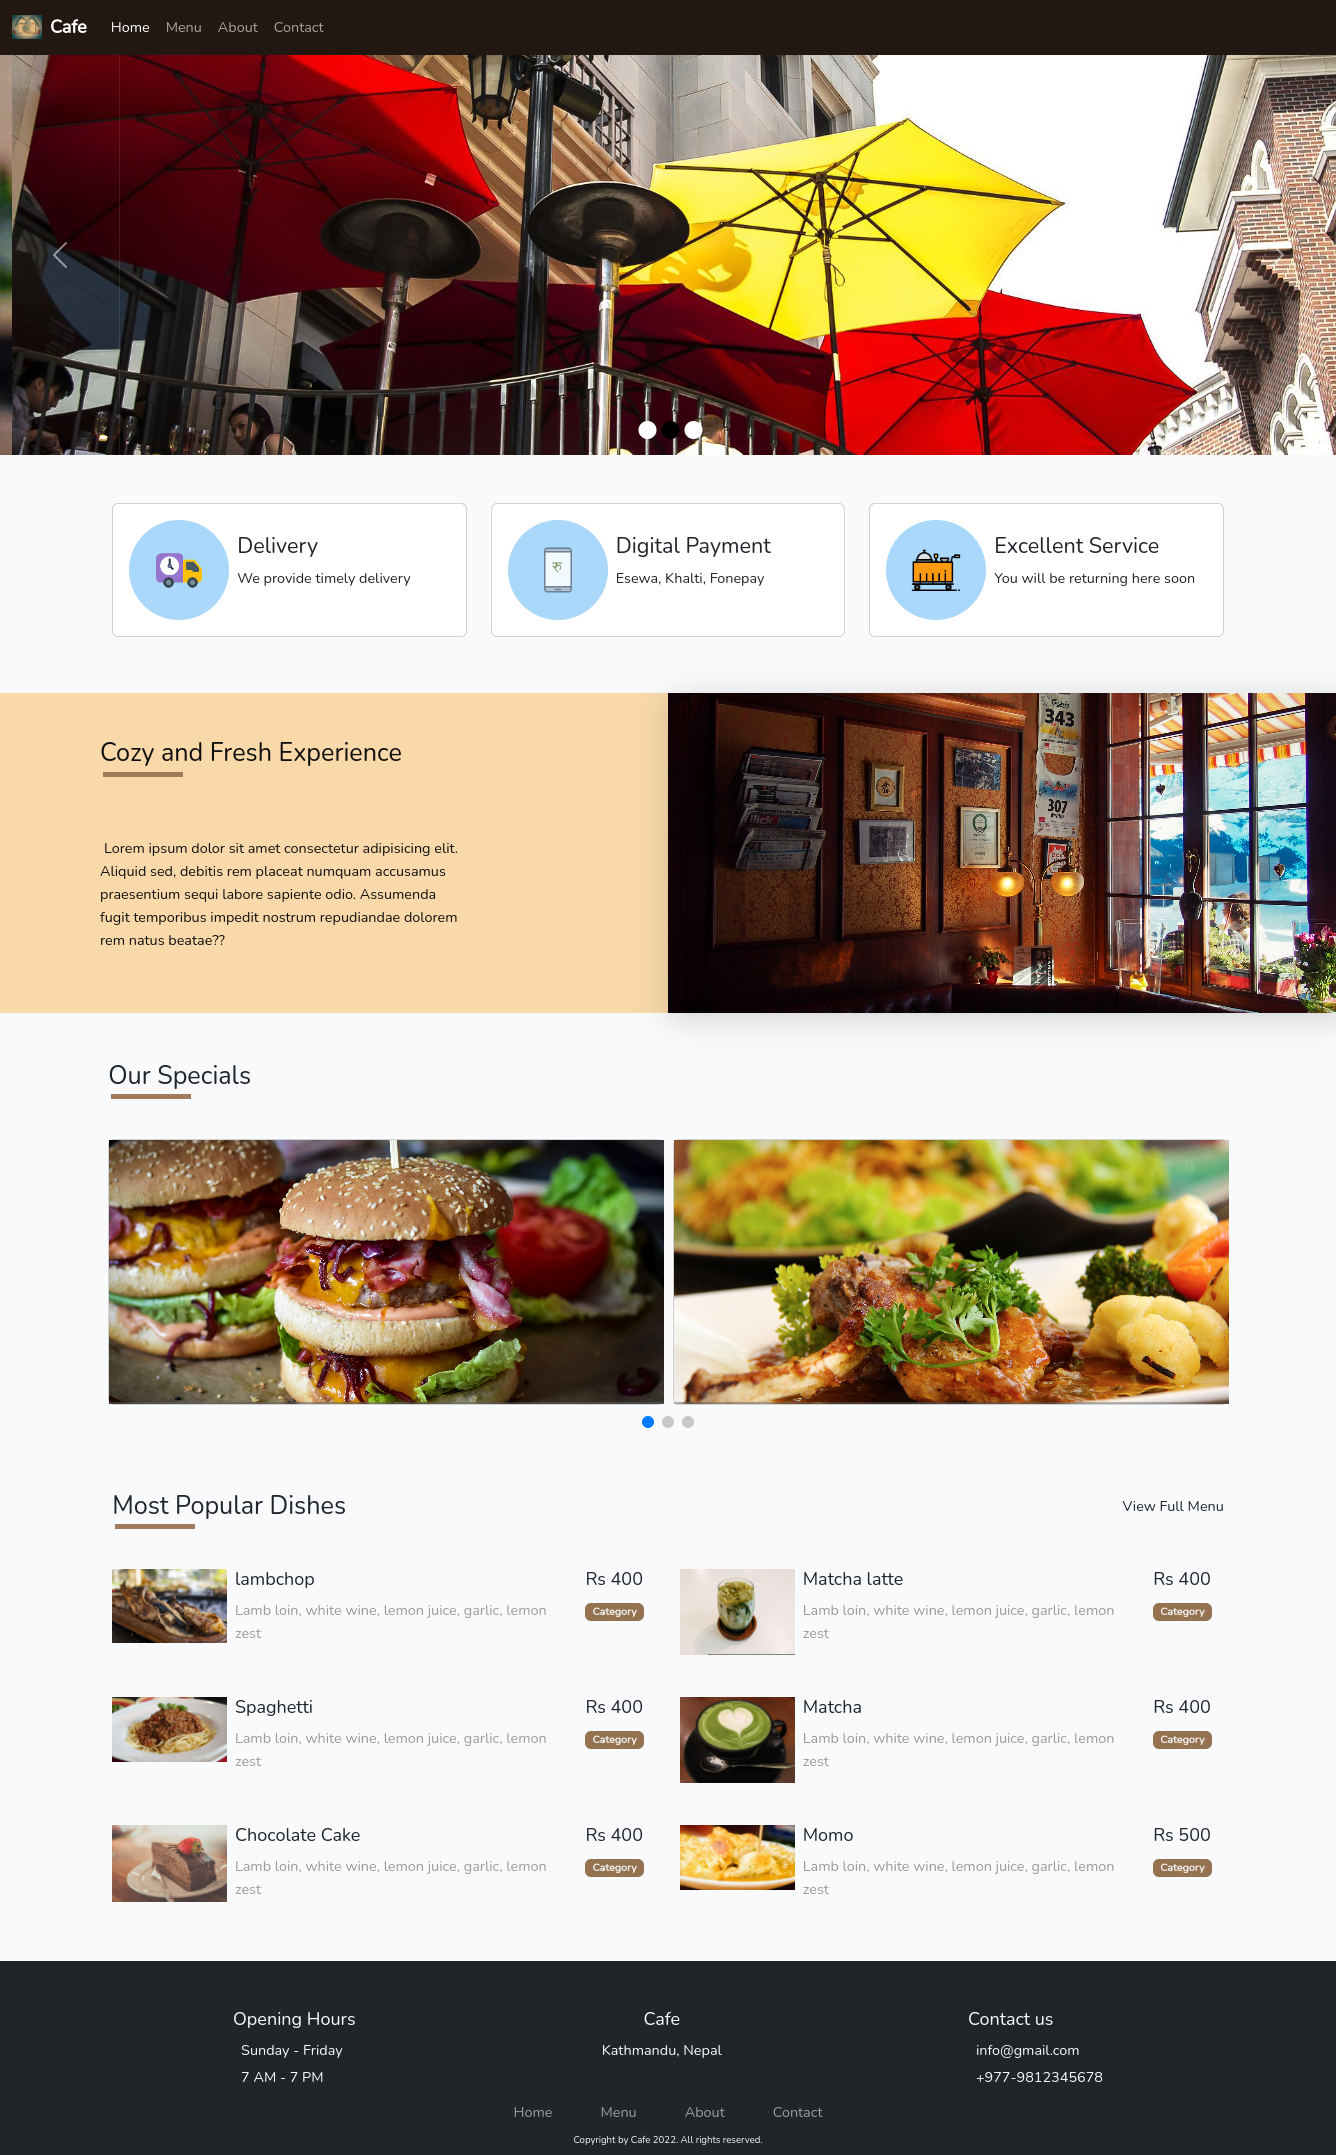 Cafe Home Menu About Contact
Delivery
We provide timely delivery
रु
Digital Payment
Esewa, Khalti, Fonepay
Excellent Service
You will be returning here soon
Cozy and Fresh Experience
Lorem ipsum dolor sit amet consectetur adipisicing elit.
Aliquid sed, debitis rem placeat numquam accusamus
praesentium sequi labore sapiente odio. Assumenda
fugit temporibus impedit nostrum repudiandae dolorem
rem natus beatae??
343
307
Our Specials
Most Popular Dishes
View Full Menu
lambchop
Rs 400
Lamb loin, white wine, lemon juice, garlic, lemon
zest
Category
Matcha latte
Rs 400
Lamb loin, white wine, lemon juice, garlic, lemon
zest
Category
Spaghetti
Rs 400
Lamb loin, white wine, lemon juice, garlic, lemon
zest
Category
Matcha
Rs 400
Lamb loin, white wine, lemon juice, garlic, lemon
zest
Category
Chocolate Cake
Rs 400
Lamb loin, white wine, lemon juice, garlic, lemon
zest
Category
Momo
Rs 500
Lamb loin, white wine, lemon juice, garlic, lemon
zest
Category
Opening Hours
Sunday - Friday
7 AM - 7 PM
Cafe
Kathmandu, Nepal
Contact us
info@gmail.com
+977-9812345678
Home Menu About Contact
Copyright by Cafe 2022. All rights reserved.